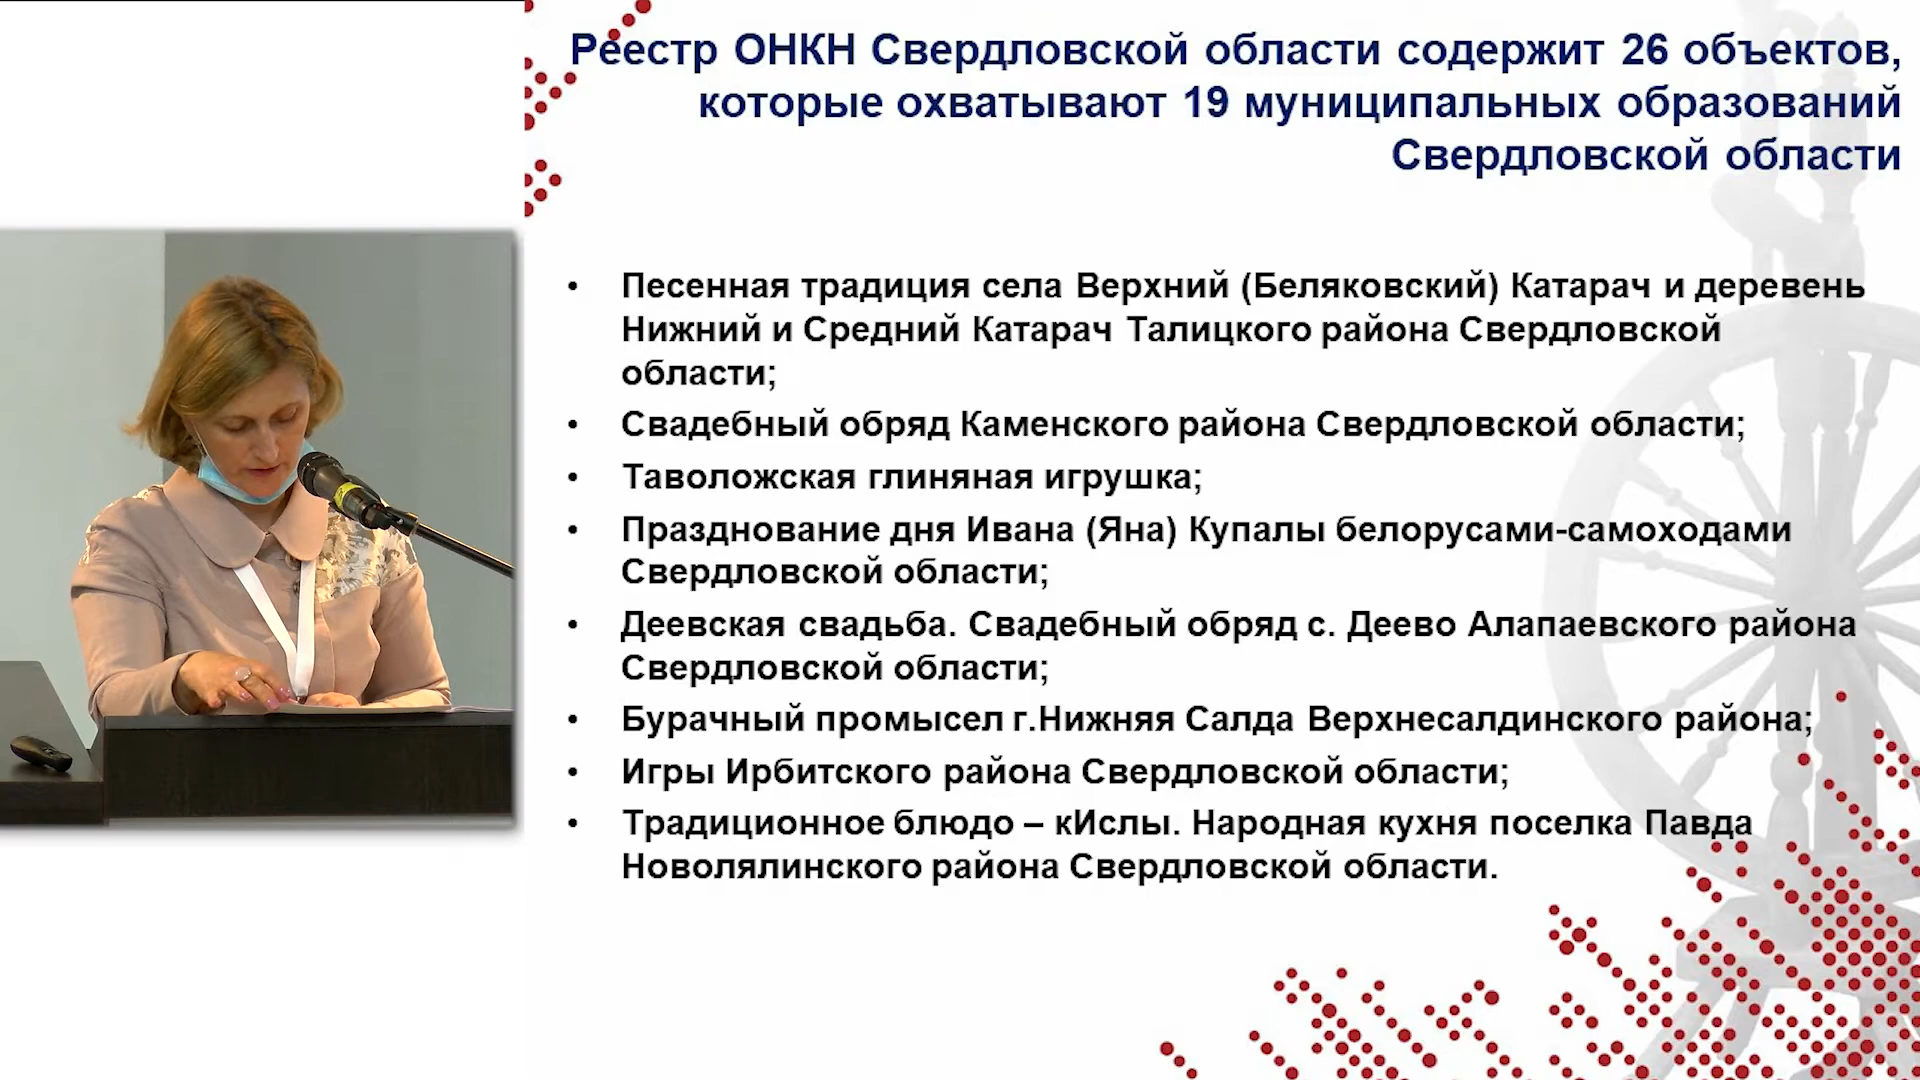 Реестр ОНКН Свердловской области содержит 26 объектов,
которые охватывают 19 муниципальных образований
Свердловской области
• Песенная традиция села Верхний (Беляковский) Катарач и деревень
Нижний и Средний Катарач Талицкого района Свердловской
области;
• Свадебный обряд Каменского района Свердловской области;
• Таволожская глиняная игрушка;
• Празднование дня Ивана (Яна) Купалы белорусами-самоходами
Свердловской области;
• Деевская свадьба. Свадебный обряд с. Деево Алапаевского района
Свердловской области;
• Бурачный промысел г.Нижняя Салда Верхнесалдинского района;
• Игры Ирбитского района Свердловской области;
• Традиционное блюдо – кИслы. Народная кухня поселка Павда
Новолялинского района Свердловской области.